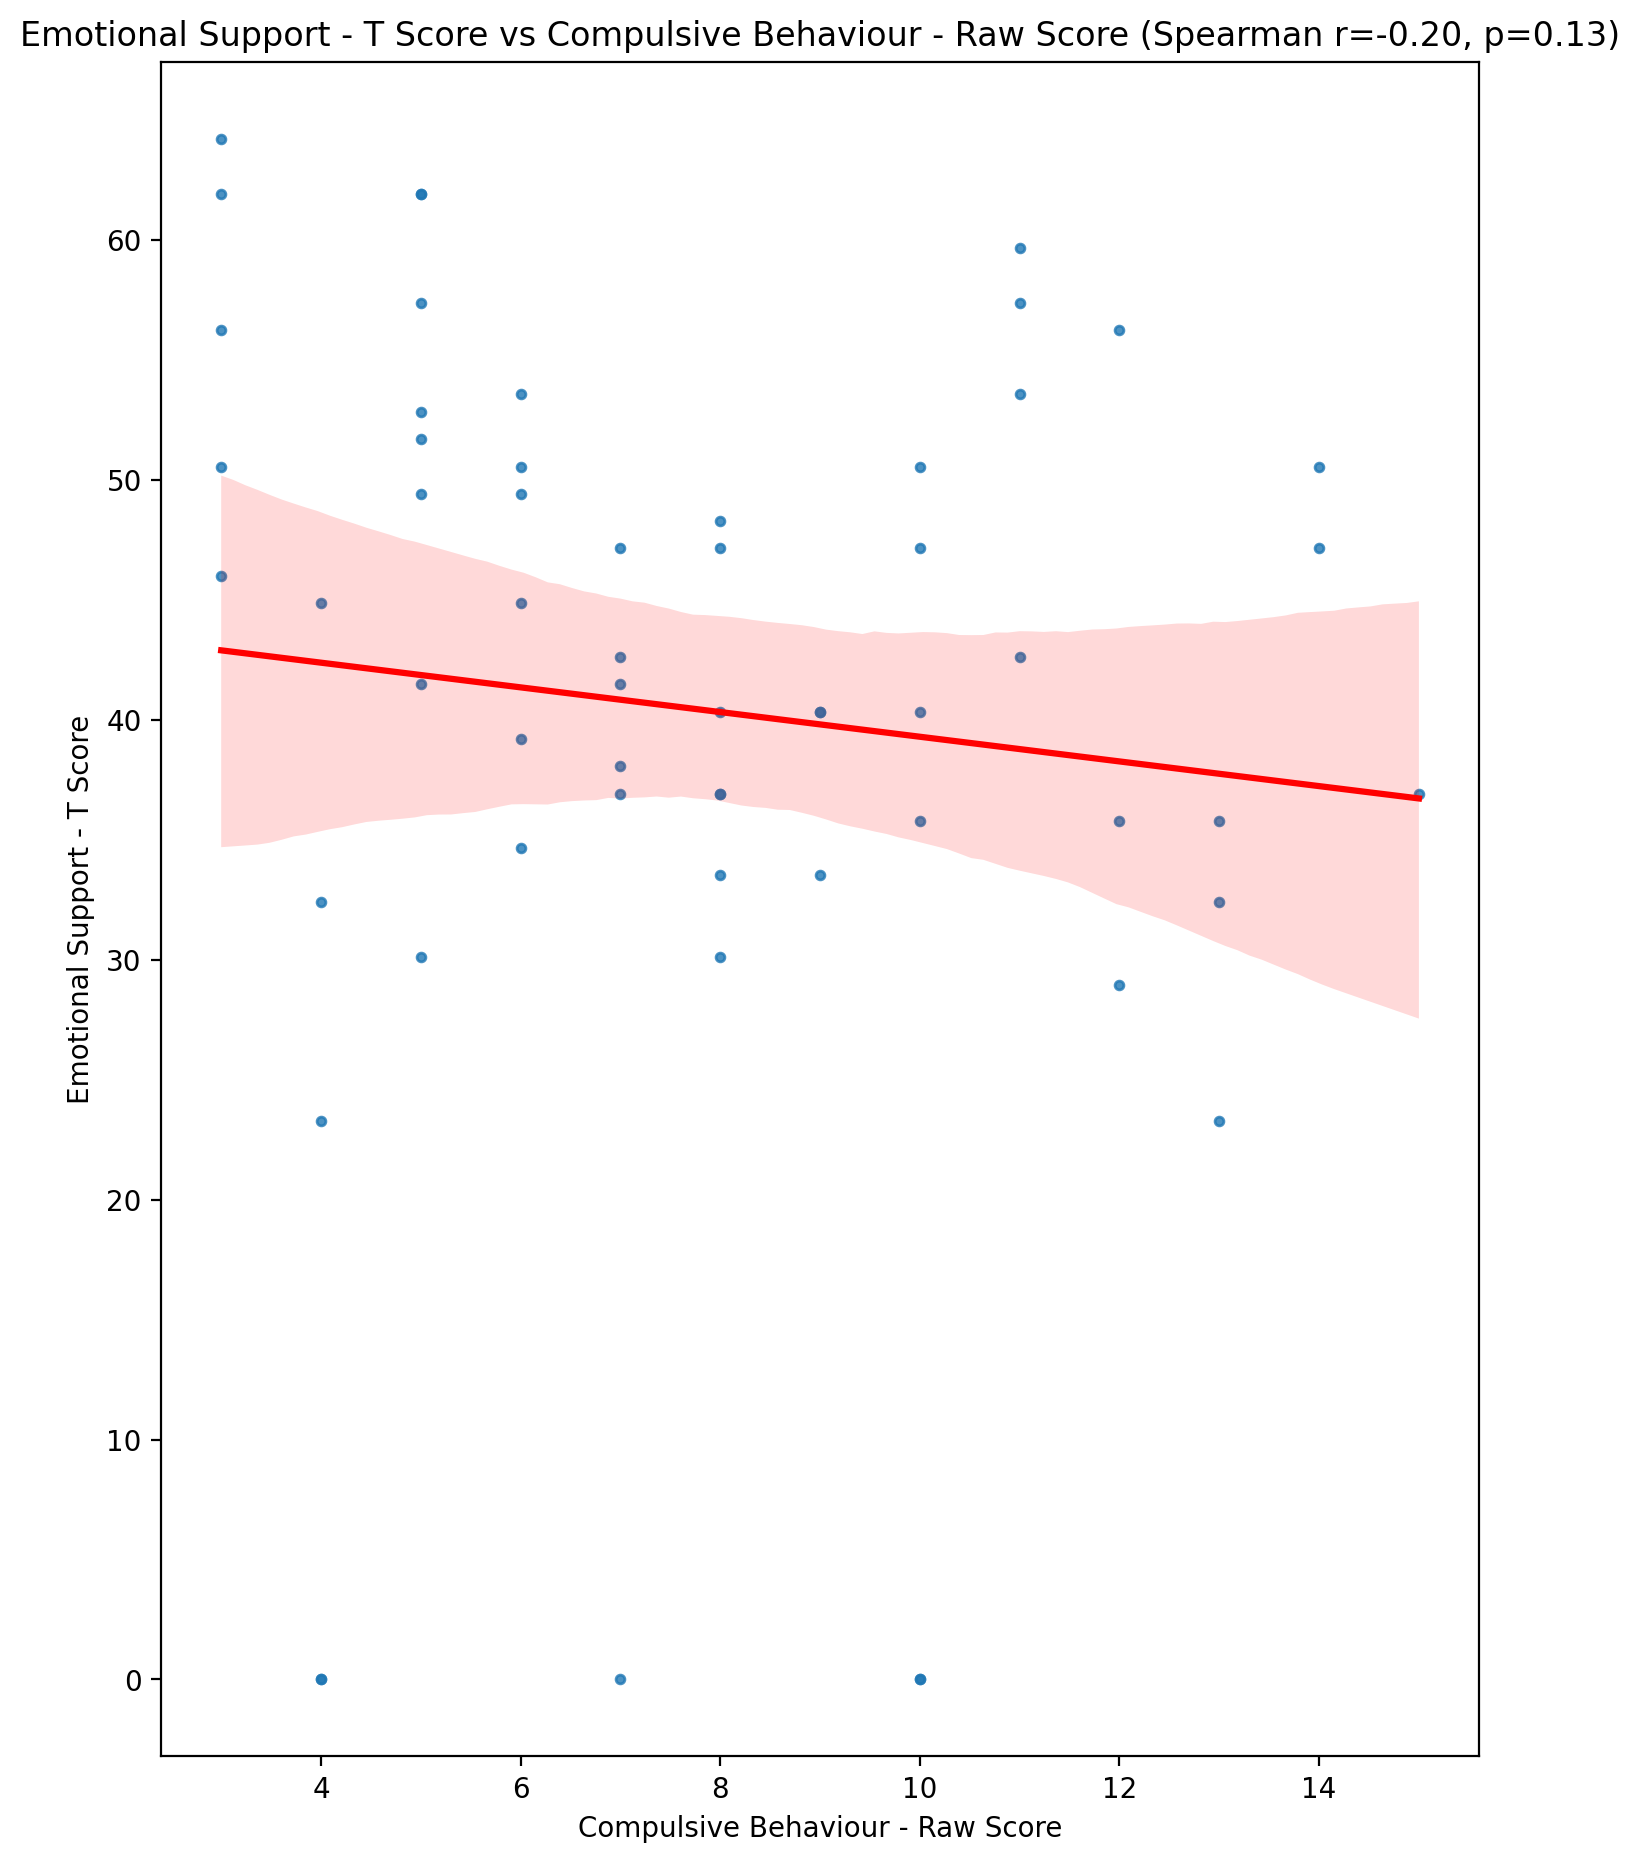 Emotional Support - T Score vs Compulsive Behaviour - Raw Score (Spearman r=-0.20, p=0.13)
60
50
40
30
20
10
0
Emotional Support - T Score
4 6 8 10 12 14
Compulsive Behaviour - Raw Score